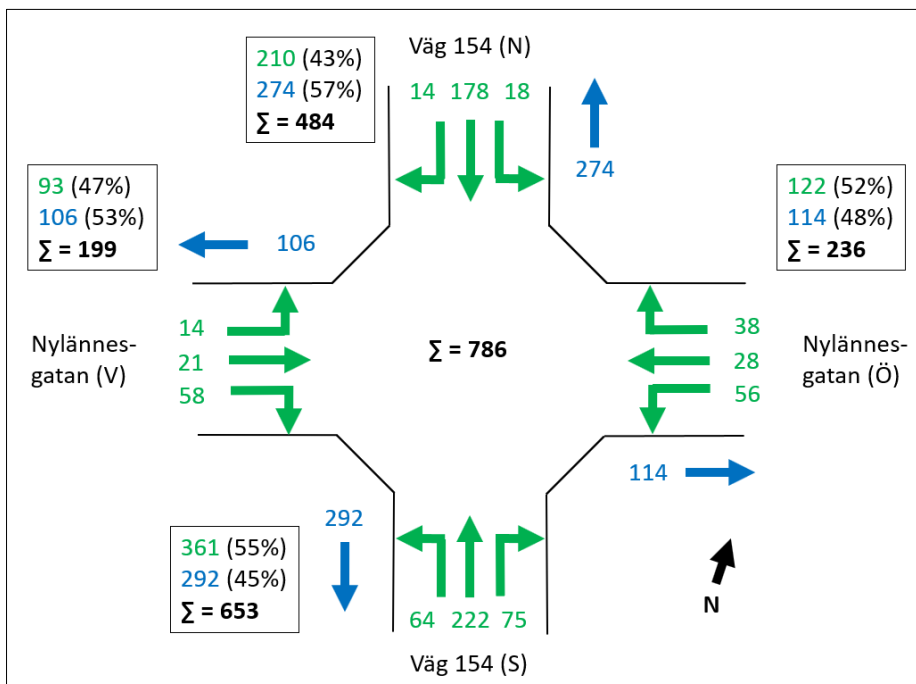 Väg 154 (N)
210 (43%)
274 (57%)
∑ = 484
14 178 18
274
93 (47%)
106 (53%)
∑ = 199
106
122 (52%)
114 (48%)
∑ = 236
Nylännes-
gatan (V)
14
21
58
∑ = 786
38
28
56
Nylännes-
gatan (Ö)
114
292
361 (55%)
292 (45%)
∑ = 653
64 222 75
Väg 154 (S)
N